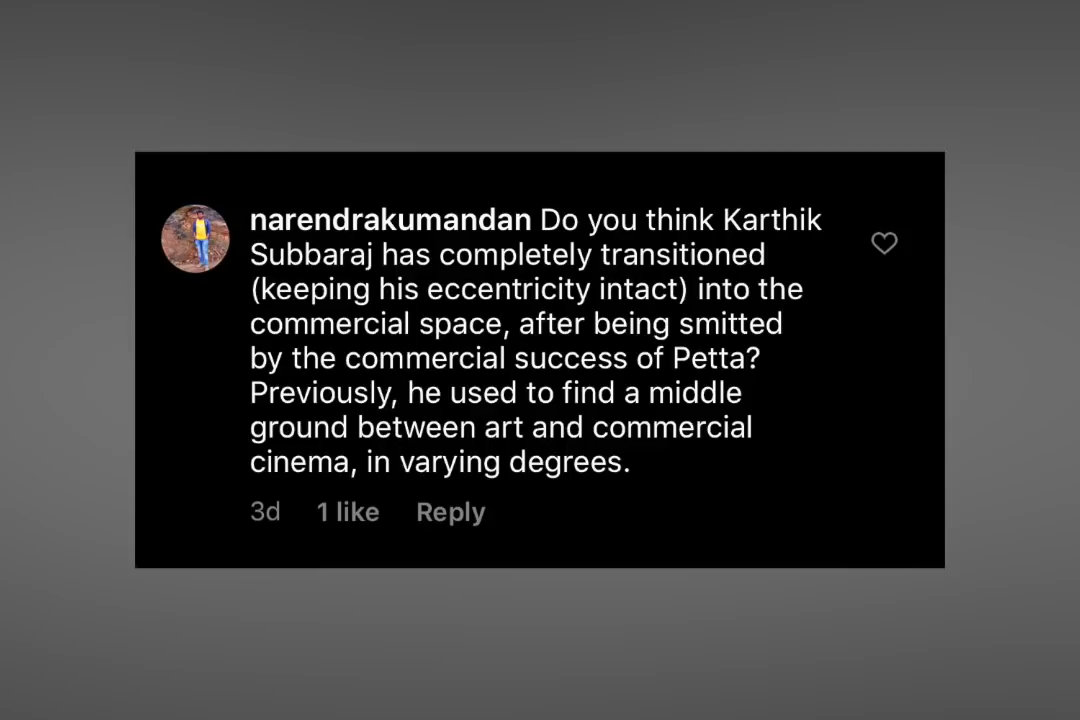 narendrakumandan Do you think Karthik
Subbaraj has completely transitioned
(keeping his eccentricity intact) into the
commercial space, after being smitted
by the commercial success of Petta?
Previously, he used to find a middle
ground between art and commercial
cinema, in varying degrees.
3d 1 like Reply